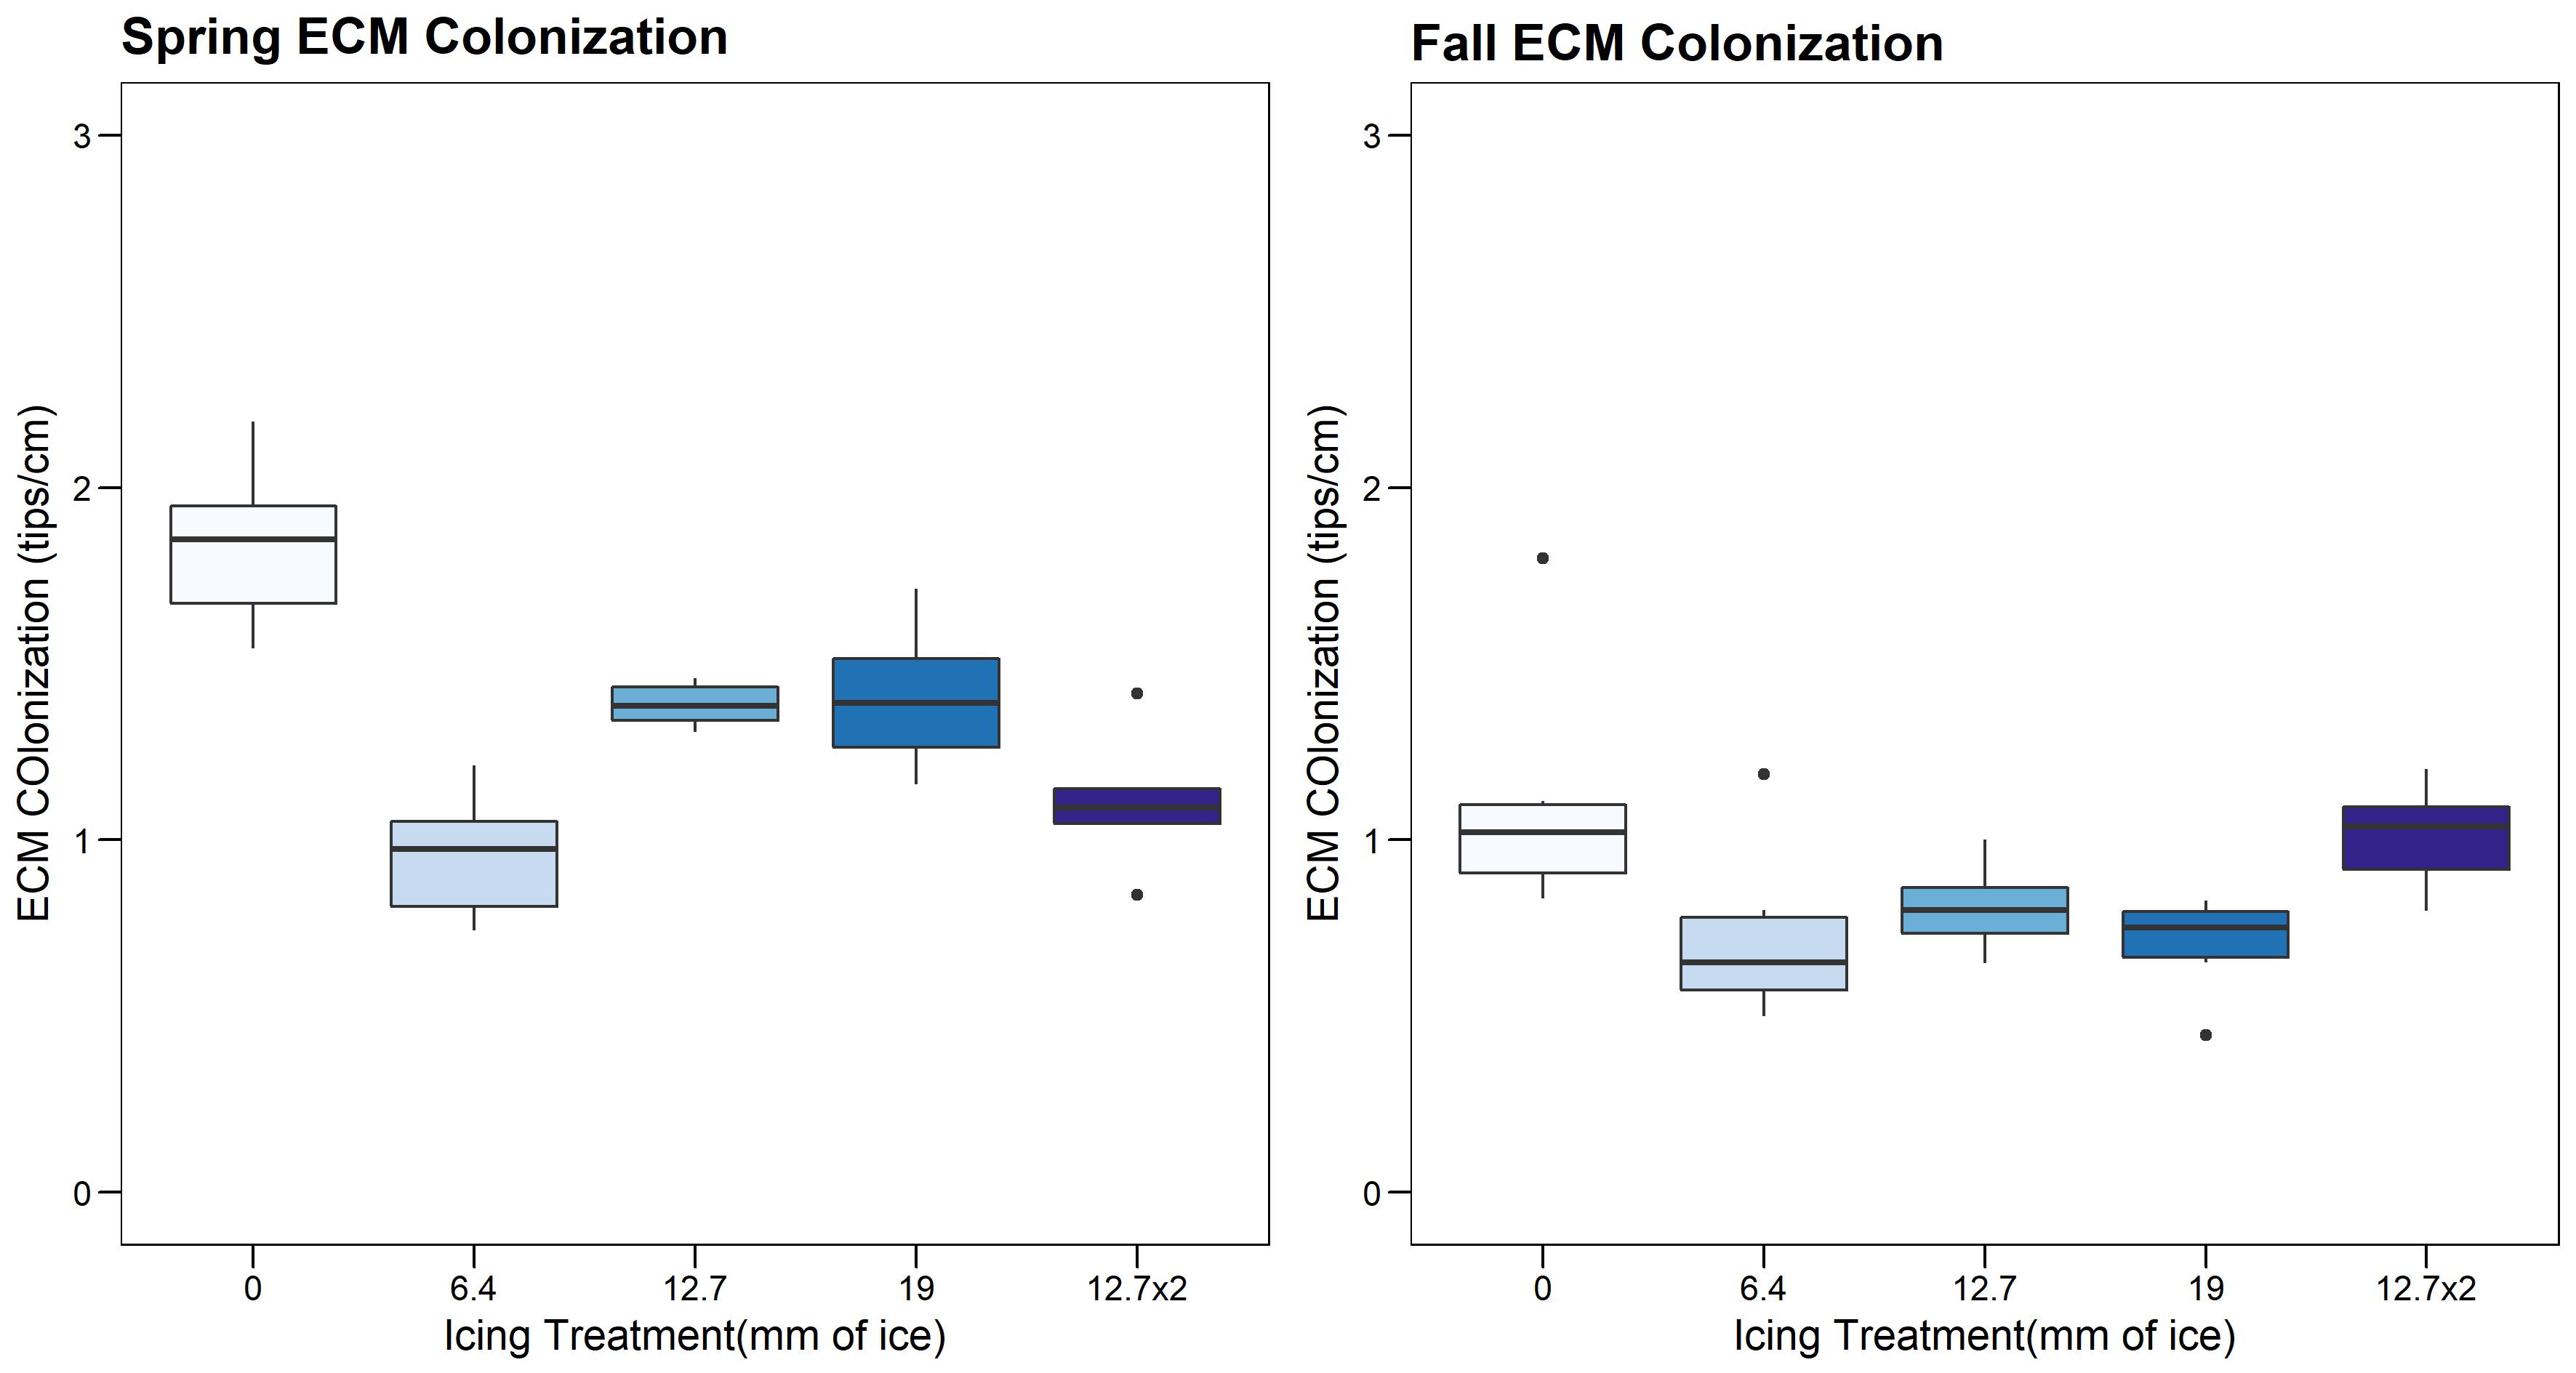 Spring ECM Colonization
ECM COlonization (tips/cm)
3
2
1
0
0 6.4 12.7 19 12.7x2
Icing Treatment(mm of ice)
Fall ECM Colonization
ECM COlonization (tips/cm)
3
2
1
0
0 6.4 12.7 19 12.7x2
Icing Treatment(mm of ice)